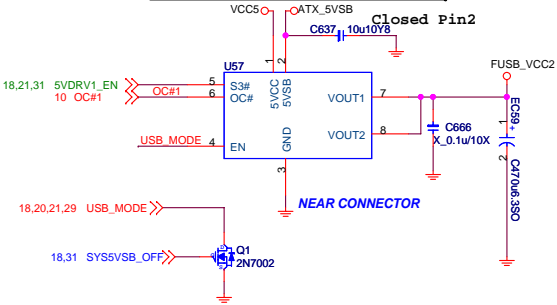 VCC5
ATX_5VSB
Closed Pin2
C637
10u10Y8
U57
FUSB_VCC2
1
2
5VCC
5VSB
18,21,31 5VDRV1_EN
5
S3#
10 OC#1
OC#1
6
OC#
VOUT1
7
VOUT2
8
USB_MODE
4
EN
GND
3
C666
X_0.1u/10X
EC59
+
1
2
C470u6.3SO
NEAR CONNECTOR
18,20,21,29 USB_MODE
18,31 SYS5VSB_OFF
Q1
2N7002